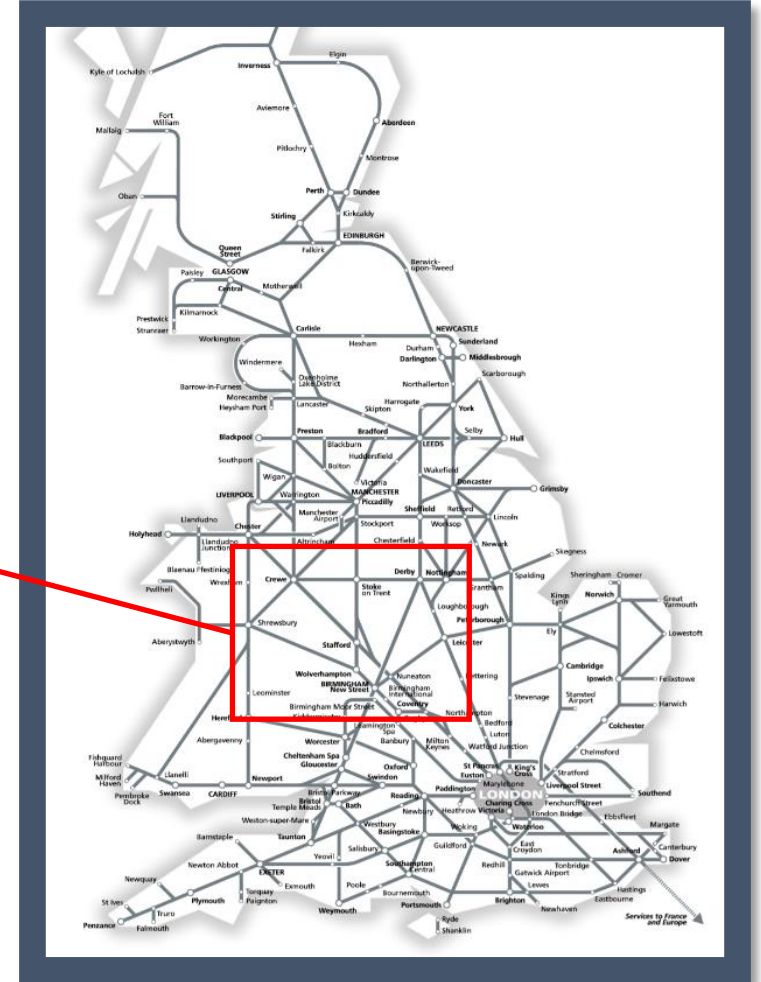 Elgin
Inverness
Kyle of Lochalsh
Aviemore
Fort
William
Mallaig
Aberdeen
Pitlochry
Montrose
Perth
Dundee
Oban
Stirling
Kirkcaldy
EDINBURGH
Queen
Street
Falkirk
Berwick-
upon-Tweed
Paisley
GLASGOW
Central
Motherwell
Prestwick
Kilmarnock
Stranraer
Carlisle
NEWCASTLE
Workington
Hexham
Sunderland
Durham
Darlington
Middlesbrough
Windermere
Scarborough
Oxenholme
Lake District
Barrow-in-Furness
Northallerton
Morecambe
Heysham Port
Lancaster
Harrogate
Skipton
York
Blackpool
Preston
Bradford
Selby
Hull
Blackburn
LEEDS
Huddersfield
Southport
Bolton
Wakefield
Wigan
Victoria
MANCHESTER
Piccadilly
Doncaster
Grimsby
LIVERPOOL
Warrington
Manchester
Airport
Sheffield
Retford
Llandudno
Stockport
Worksop
Lincoln
Holyhead
Chester
Llandudno
Junction
Altrincham
Chesterfield
Newark
Skegness
Blaenau Ffestiniog
Wrexham
Crewe
Stoke
on Trent
Derby
Nottingham
Grantham
Spalding
Sheringham
Cromer
Pwllheli
Kings
Lynn
Norwich
Great
Yarmouth
Loughborough
Shrewsbury
Peterborough
Ely
Lowestoft
Aberystwyth
Stafford
Leicester
Wolverhampton
Cambridge
BIRMINGHAM
New Street
Nuneaton
Kettering
Ipswich
Felixstowe
Leominster
Birmingham
International
Stevenage
Stansted
Airport
Harwich
Birmingham Moor Street
Coventry
Hereford
Kidderminster
Northampton
Bedford
Colchester
Leamington
Spa
Abergavenny
Worcester
Banbury
Milton
Keynes
Luton
Watford Junction
Chelmsford
Fishguard
Harbour
Cheltenham Spa
Gloucester
Oxford
St Pancras
King's
Cross
Stratford
Milford
Haven
Llanelli
Newport
Swindon
Euston
Marylebone
Liverpool Street
Pembroke
Dock
Swansea
CARDIFF
Bristol Parkway
Reading
Paddington
LONDON
Southend
Bristol
Temple Meads
Bath
Newbury
Heathrow
Victoria
Charing Cross
Fenchurch Street
London Bridge
Ebbsfleet
Weston-super-Mare
Westbury
Basingstoke
Woking
Waterloo
Margate
Barnstaple
Taunton
Salisbury
Guildford
East
Croydon
Canterbury
Yeovil
Ashford
Dover
Newton Abbot
EXETER
Southampton
Central
Redhill
Tonbridge
Gatwick Airport
Newquay
Exmouth
Poole
Lewes
Hastings
Torquay
Paignton
Bournemouth
Eastbourne
St Ives
Plymouth
Weymouth
Portsmouth
Brighton
Newhaven
Truro
Ryde
Services to France
and Europe
Penzance
Falmouth
Shanklin